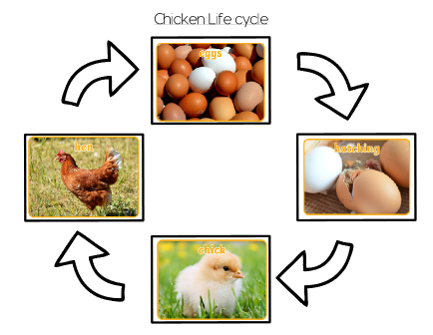 Chicken Life cycle
eggs
hatching
chick
hen